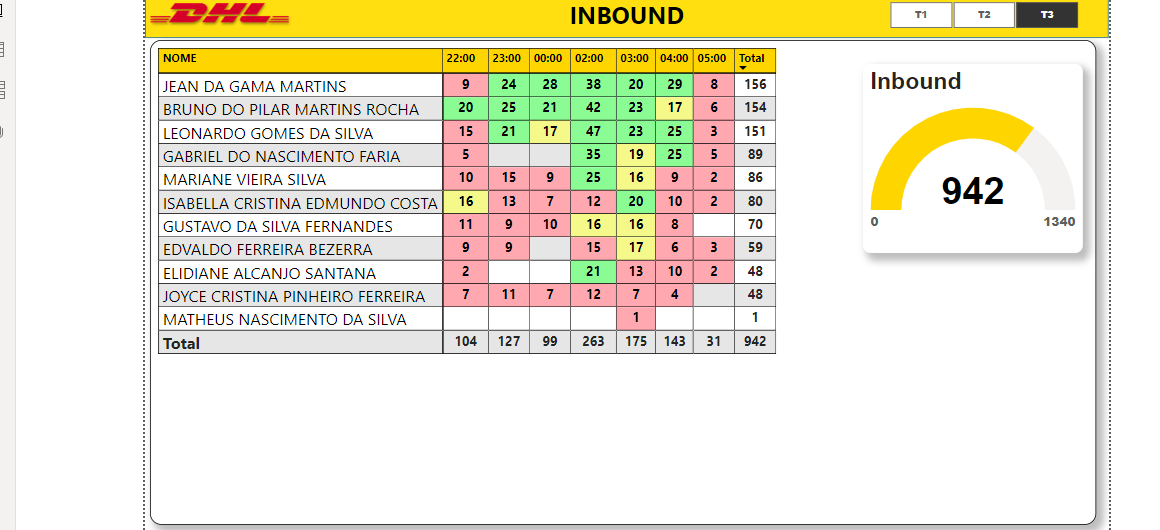 DHL
INBOUND
T1 T2 T3
NOME 22:00 23:00 00:00 02:00 03:00 04:00 05:00 Total
JEAN DA GAMA MARTINS 9 24 28 38 20 29 8 156
BRUNO DO PILAR MARTINS ROCHA 20 25 21 42 23 17 6 154
LEONARDO GOMES DA SILVA 15 21 17 47 23 25 3 151
GABRIEL DO NASCIMENTO FARIA 5 35 19 25 5 89
MARIANE VIEIRA SILVA 10 15 9 25 16 9 2 86
ISABELLA CRISTINA EDMUNDO COSTA 16 13 7 12 20 10 2 80
GUSTAVO DA SILVA FERNANDES 11 9 10 16 16 8 70
EDVALDO FERREIRA BEZERRA 9 9 15 17 6 3 59
ELIDIANE ALCANJO SANTANA 2 21 13 10 2 48
JOYCE CRISTINA PINHEIRO FERREIRA 7 11 7 12 7 4 48
MATHEUS NASCIMENTO DA SILVA 1 1
Total 104 127 99 263 175 143 31 942
Inbound
942
0 1340